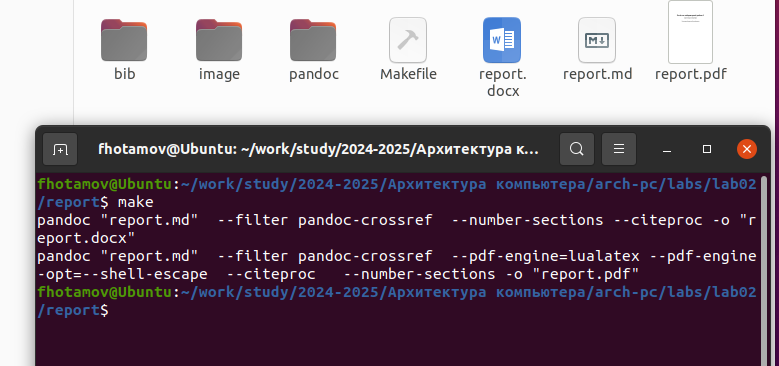 bib
image
pandoc
Makefile
report.
docx
report.md
report.pdf
fhotamov@Ubuntu: ~/work/study/2024-2025/Архитектура к...
fhotamov@Ubuntu:~/work/study/2024-2025/Архитектура компьютера/arch-pc/labs/lab02
/report$ make
pandoc "report.md"  --filter pandoc-crossref  --number-sections --citeproc -o "r
eport.docx"
pandoc "report.md"  --filter pandoc-crossref  --pdf-engine=lualatex --pdf-engine
-opt=--shell-escape  --citeproc   --number-sections -o "report.pdf"
fhotamov@Ubuntu:~/work/study/2024-2025/Архитектура компьютера/arch-pc/labs/lab02
/report$